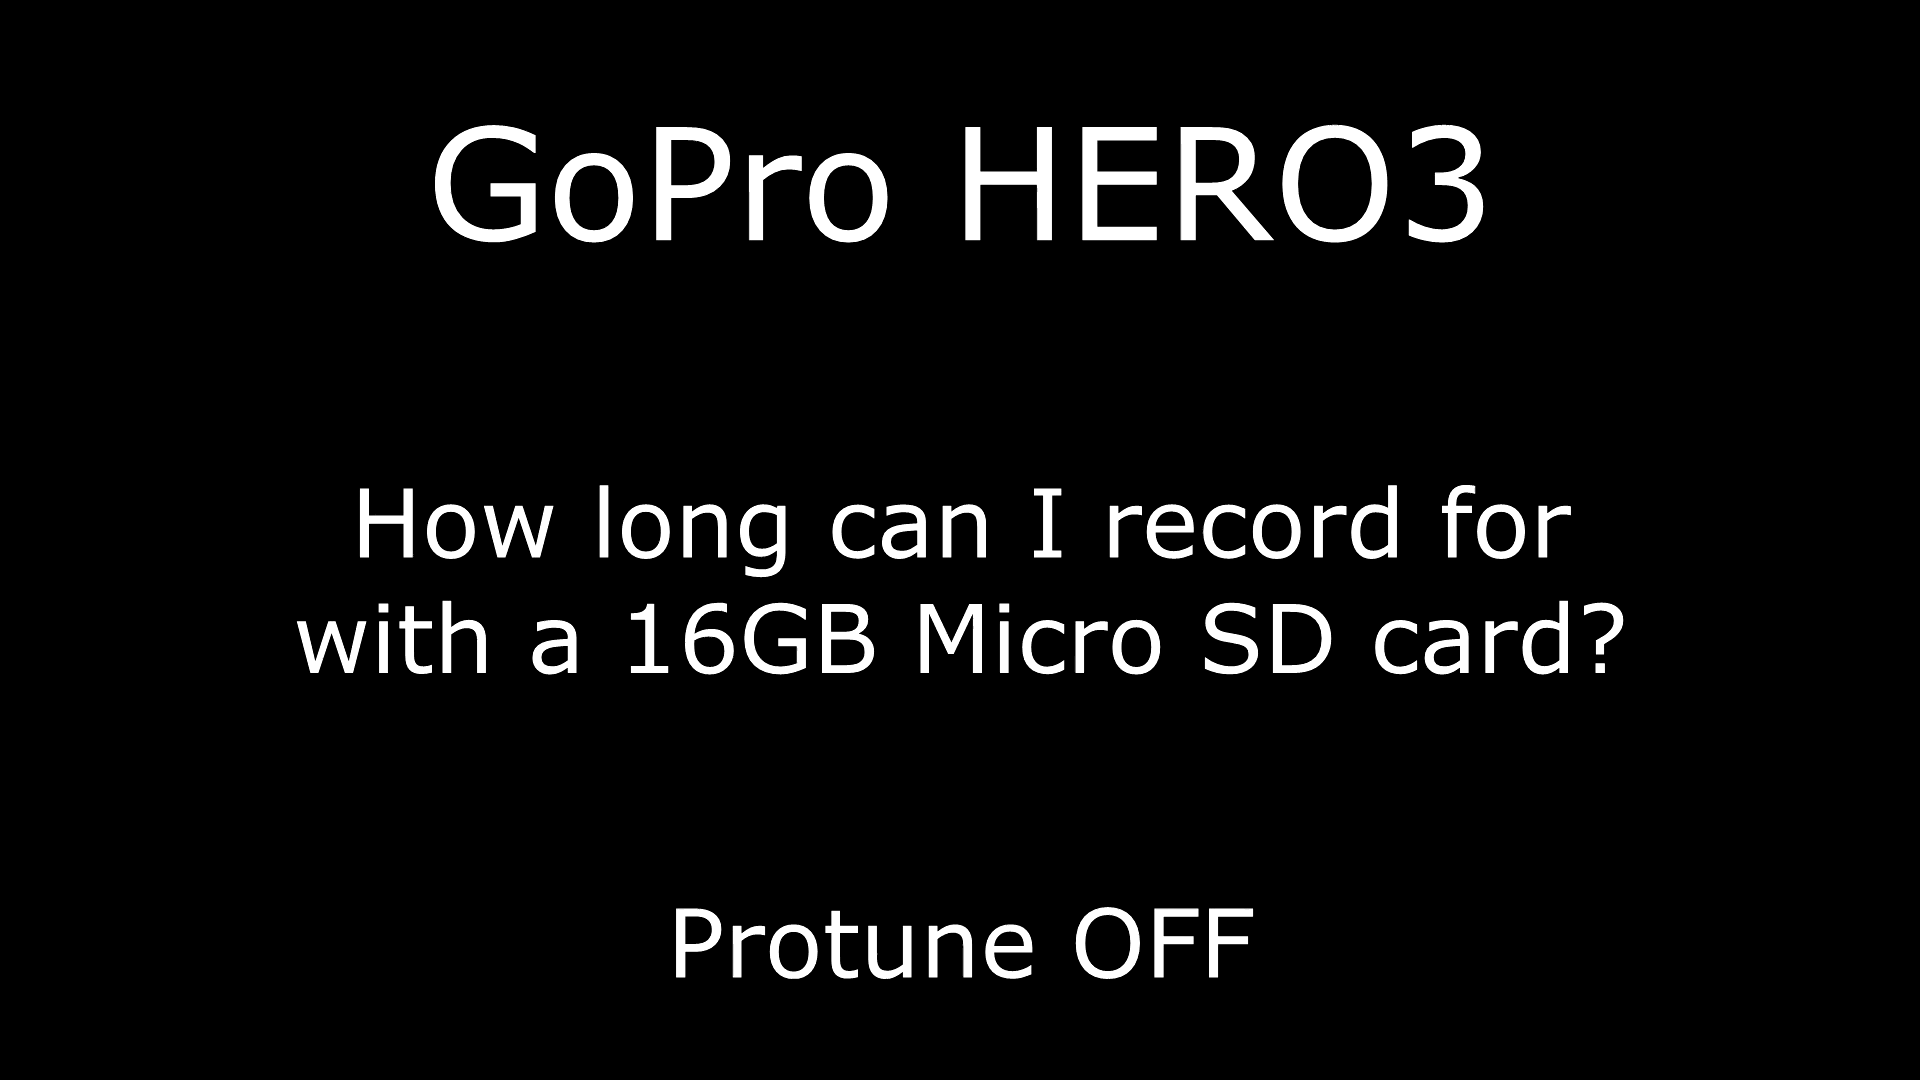 GoPro HERO3
How long can I record for
with a 16GB Micro SD card?
Protune OFF